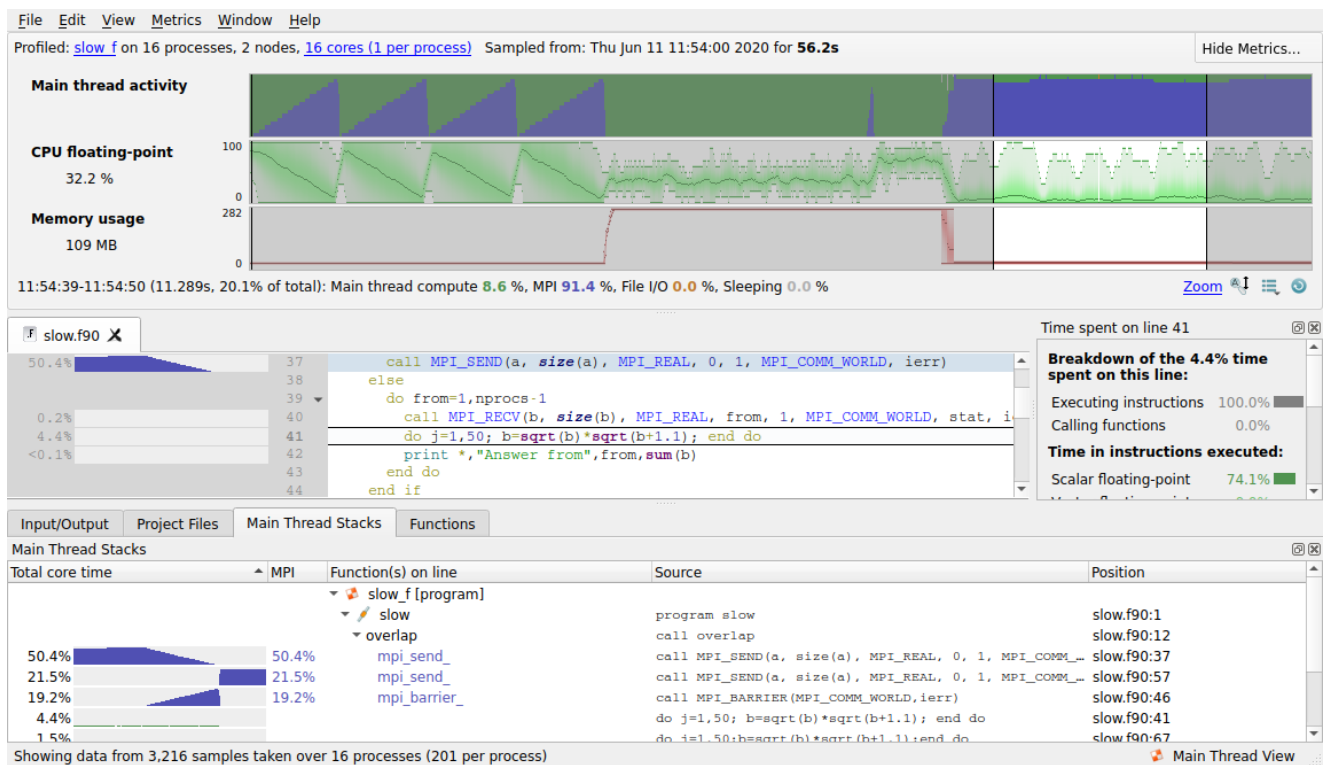 File Edit View Metrics Window Help
Profiled: slow_f on 16 processes, 2 nodes, 16 cores (1 per process) Sampled from: Thu Jun 11 11:54:00 2020 for 56.2s Hide Metrics...
Main thread activity
CPU floating-point 100
32.2 %
0
Memory usage 282
109 MB
0
11:54:39-11:54:50 (11.289s, 20.1% of total): Main thread compute 8.6 %, MPI 91.4 %, File I/O 0.0 %, Sleeping 0.0 % Zoom
F slow.f90 X Time spent on line 41
50.4% 37 call MPI_SEND(a, size(a), MPI_REAL, 0, 1, MPI_COMM_WORLD, ierr)
38 else
39 do from=1,nprocs-1
0.2% 40 call MPI_RECV(b, size(b), MPI_REAL, from, 1, MPI_COMM_WORLD, stat,
4.4% 41 do j=1,50; b=sqrt(b)*sqrt(b+1.1); end do
<0.1% 42 print *,"Answer from",from,sum(b)
43 end do
44 end if
Breakdown of the 4.4% time
spent on this line:
Executing instructions 100.0%
Calling functions 0.0%
Time in instructions executed:
Scalar floating-point 74.1%
Input/Output Project Files Main Thread Stacks Functions
Main Thread Stacks
Total core time MPI Function(s) on line Source Position
slow_f [program]
slow program slow slow.f90:1
overlap call overlap slow.f90:12
50.4% 50.4% mpi_send_ call MPI_SEND(a, size(a), MPI_REAL, 0, 1, MPI_COMM_… slow.f90:37
21.5% 21.5% mpi_send_ call MPI_SEND(a, size(a), MPI_REAL, 0, 1, MPI_COMM_… slow.f90:57
19.2% 19.2% mpi_barrier_ call MPI_BARRIER(MPI_COMM_WORLD,ierr) slow.f90:46
4.4% do j=1,50; b=sqrt(b)*sqrt(b+1.1); end do slow.f90:41
1.5% do j=1,50;b=sqrt(b)*sqrt(b+1.1);end do slow.f90:67
Showing data from 3,216 samples taken over 16 processes (201 per process) Main Thread View